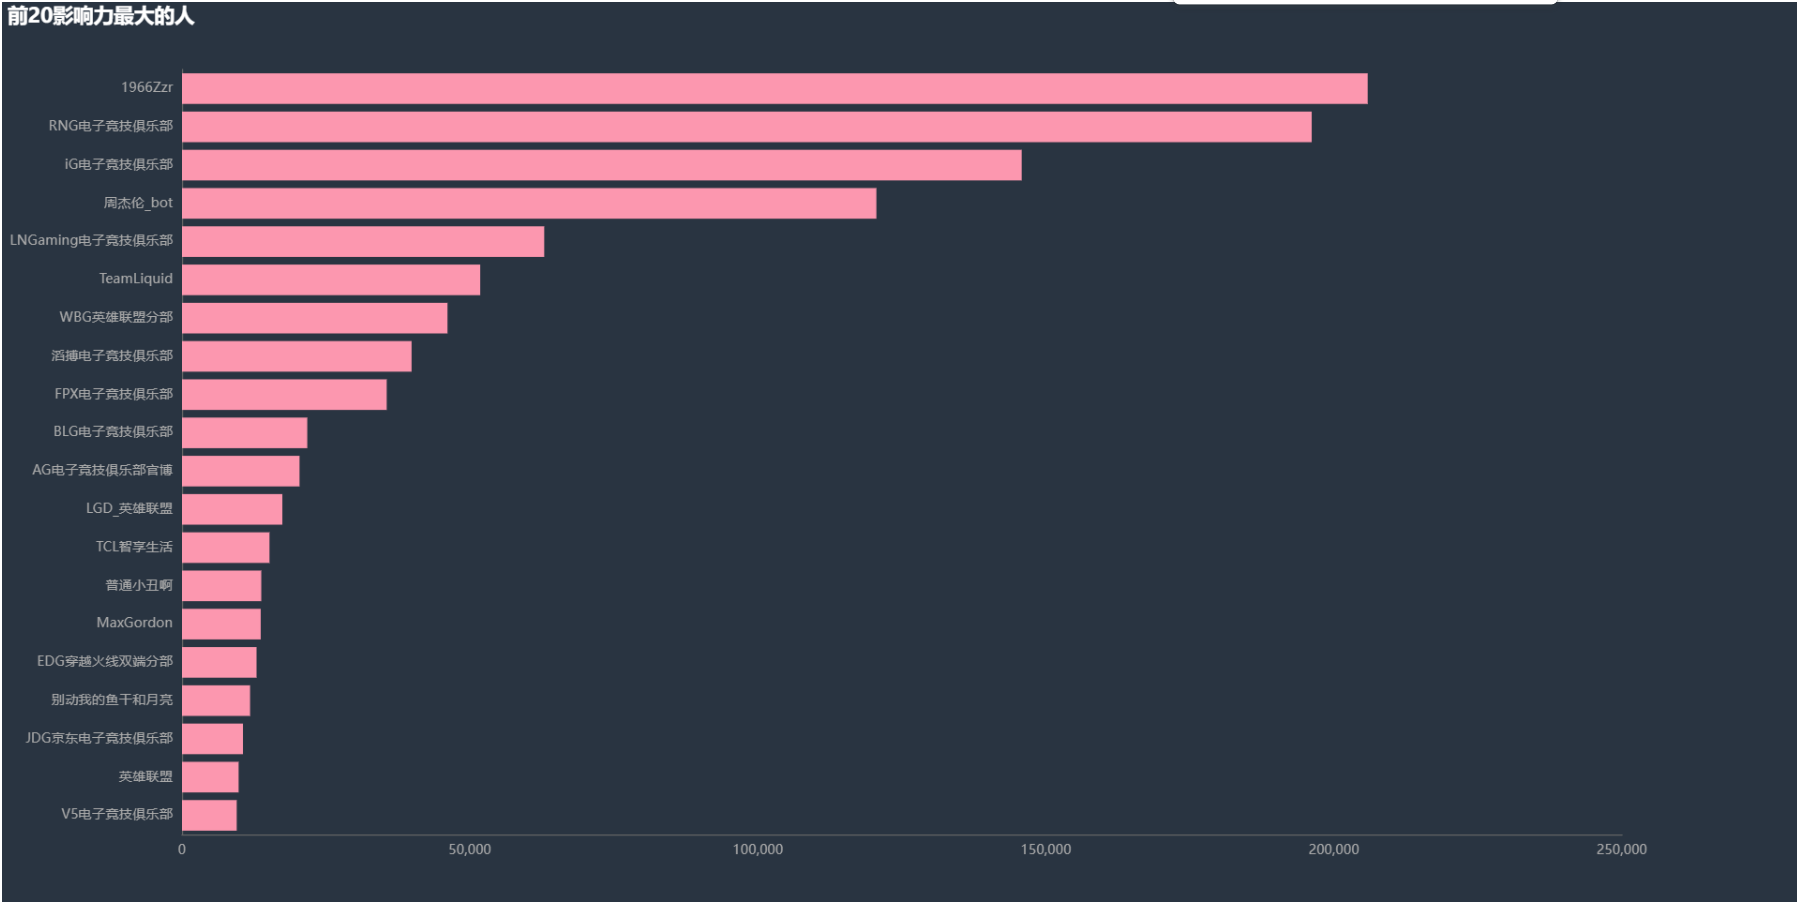 前20影响力最大的人
1966Zzr
RNG电子竞技俱乐部
iG电子竞技俱乐部
周杰伦_bot
LNGaming电子竞技俱乐部
TeamLiquid
WBG英雄联盟分部
滔搏电子竞技俱乐部
FPX电子竞技俱乐部
BLG电子竞技俱乐部
AG电子竞技俱乐部官博
LGD_英雄联盟
TCL智享生活
普通小丑啊
MaxGordon
EDG穿越火线双端分部
别动我的鱼干和月亮
JDG京东电子竞技俱乐部
英雄联盟
V5电子竞技俱乐部
0 50,000 100,000 150,000 200,000 250,000